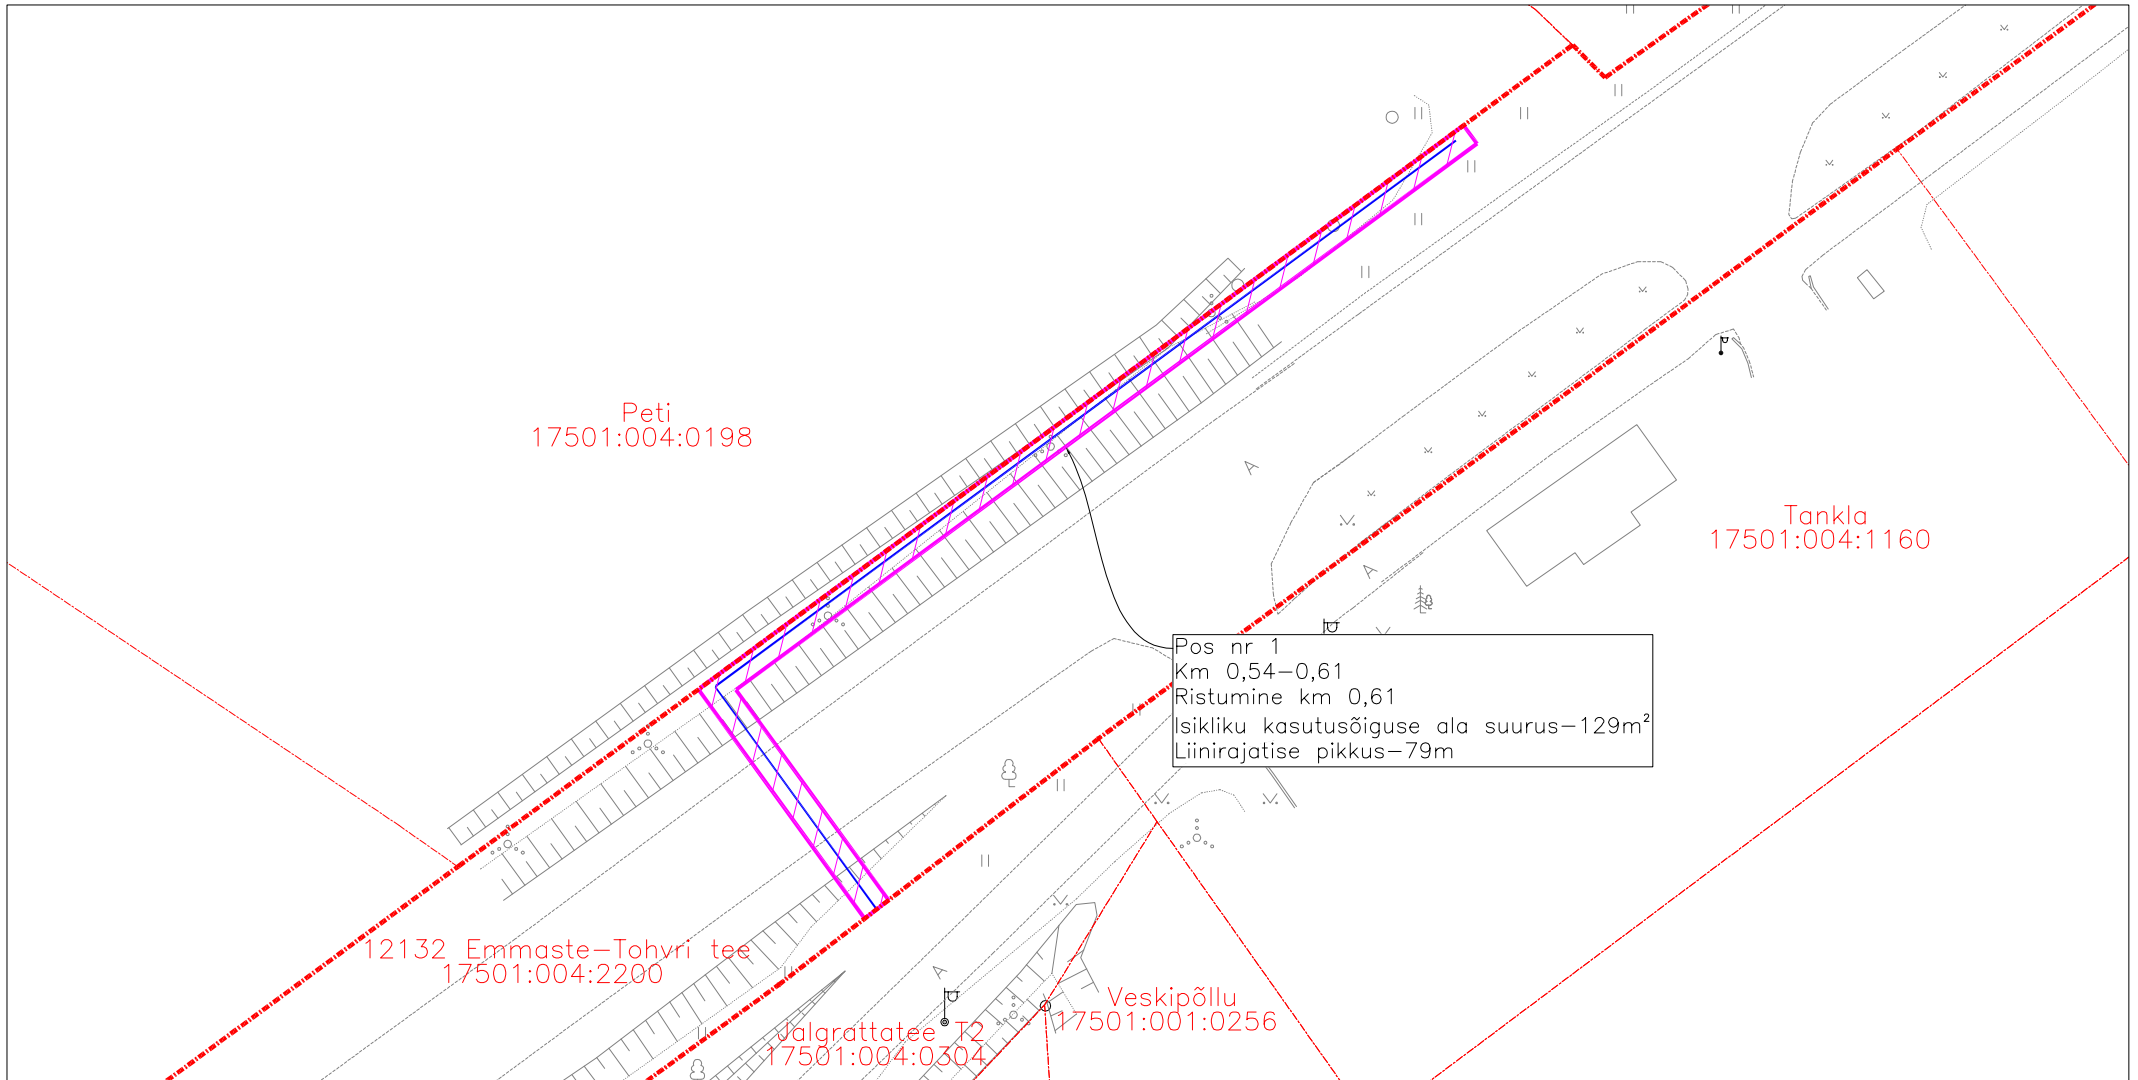 Peti
17501:004:0198
Tankla
17501:004:1160
Pos nr 1
Km 0,54-0,61
Ristumine km 0,61
Isikliku kasutusõiguse ala suurus-129m²
Liinirajatise pikkus-79m
12132 Emmaste-Tohvri tee
17501:004:2200
Veskipõllu
17501:001:0256
Jalgrattatee T2
17501:004:0304